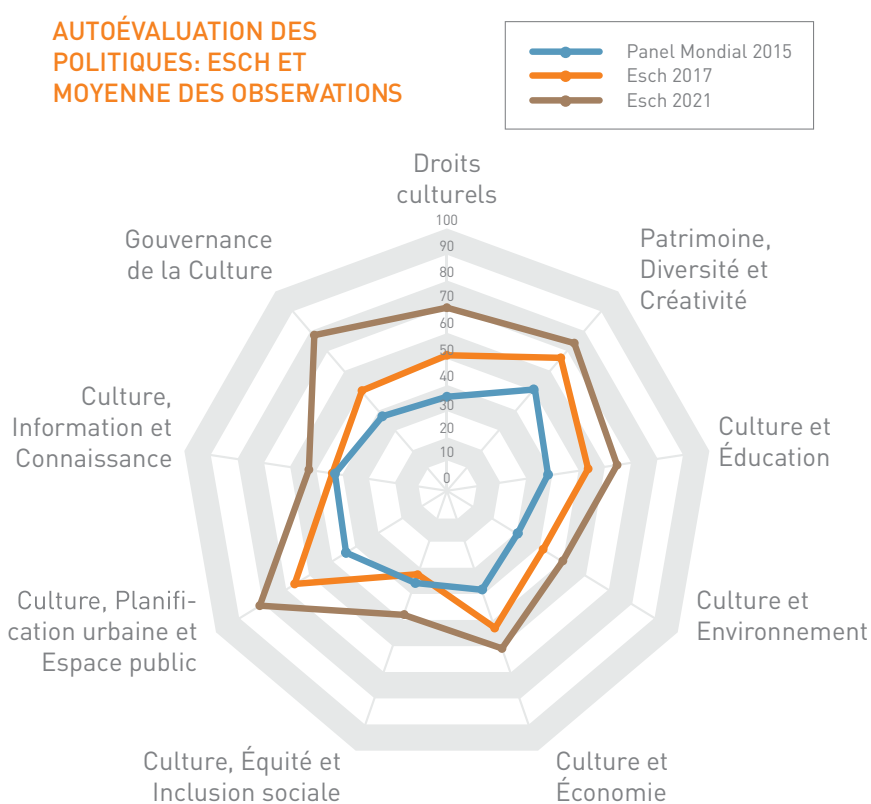 AUTOÉVALUATION DES
POLITIQUES: ESCH ET
MOYENNE DES OBSERVATIONS
Panel Mondial 2015
Esch 2017
Esch 2021
Droits
culturels
100
90
80
70
60
50
40
30
20
10
0
Patrimoine,
Diversité et
Créativité
Culture et
Éducation
Culture et
Environnement
Culture et
Économie
Culture, Équité et
Inclusion sociale
Culture, Planifi-
cation urbaine et
Espace public
Culture,
Information et
Connaissance
Gouvernance
de la Culture